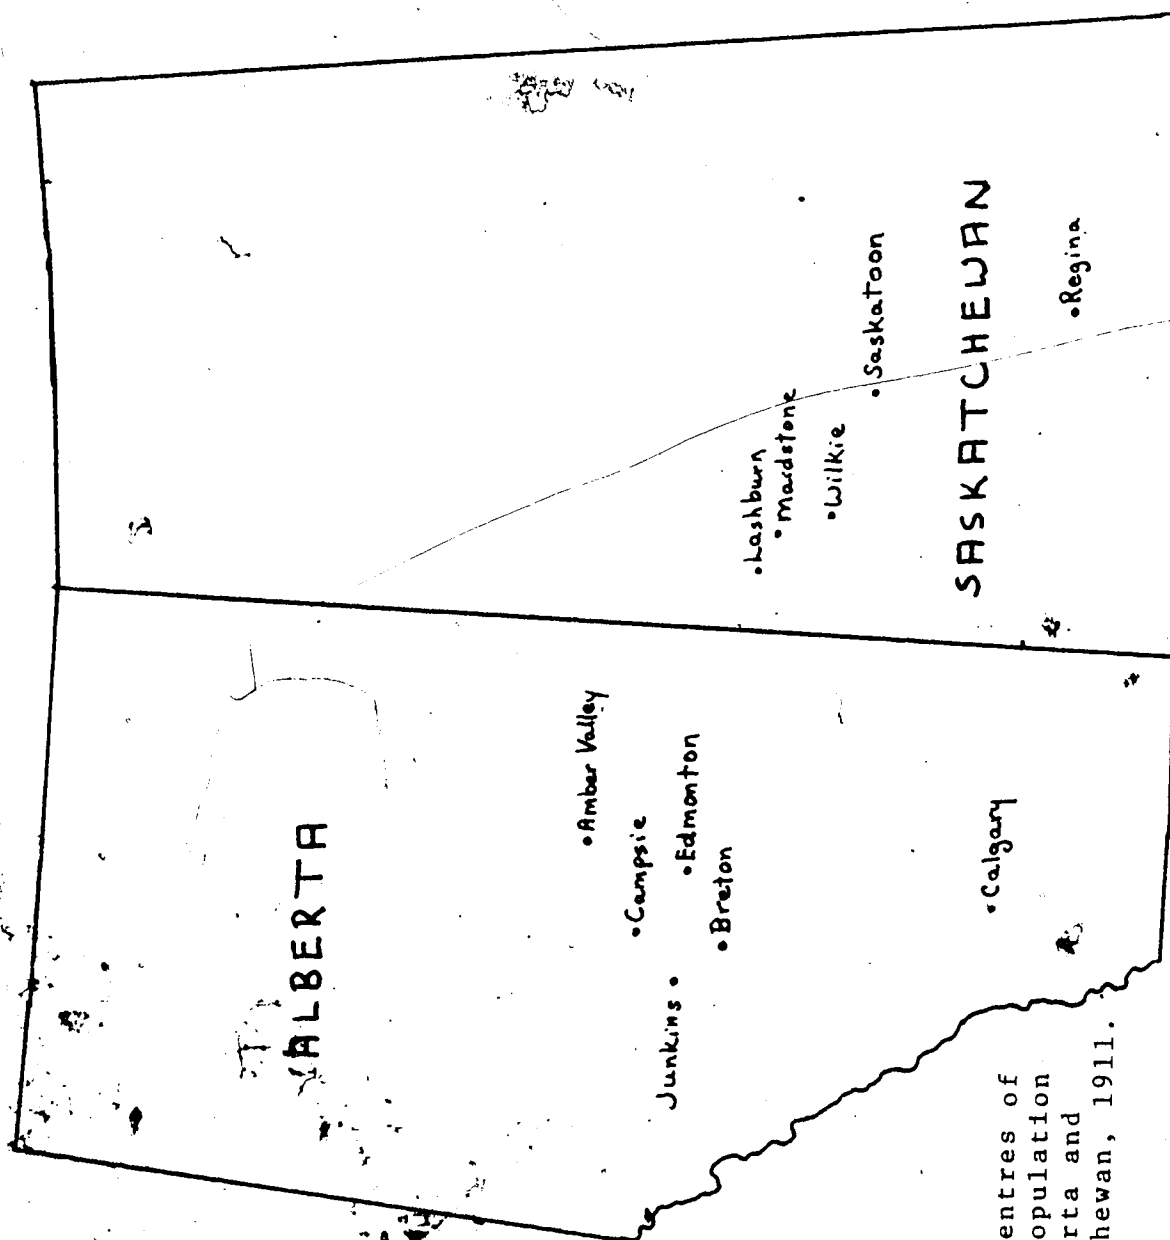 ALBERTA
•Amber Valley
•Campsie
•Edmonton
•Breton
Junkins •
•Calgary
•Lashburn
•Maidstone
•Wilkie
•Saskatoon
SASKATCHEWAN
•Regina
entres of
opulation
rta and
hewan, 1911.